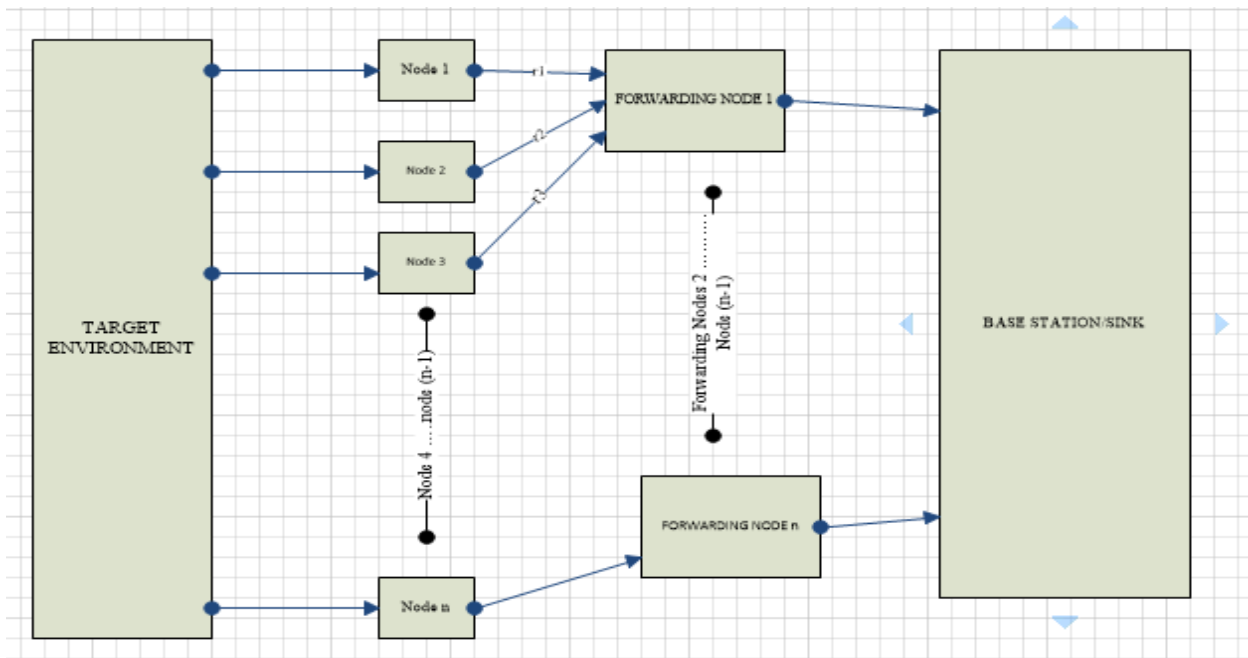 TARGET
ENVIRONMENT
Node 1
Node 2
Node 3
Node 4 .....node (n-1)
Node n
r1
r2
r3
FORWARDING NODE 1
Forwarding Nodes 2 ...........
Node (n-1)
FORWARDING NODE n
BASE STATION/SINK